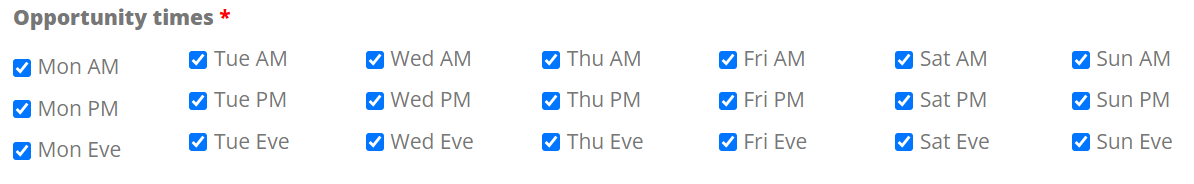 Opportunity times *
Mon AM Tue AM Wed AM Thu AM Fri AM Sat AM Sun AM
Mon PM Tue PM Wed PM Thu PM Fri PM Sat PM Sun PM
Mon Eve Tue Eve Wed Eve Thu Eve Fri Eve Sat Eve Sun Eve